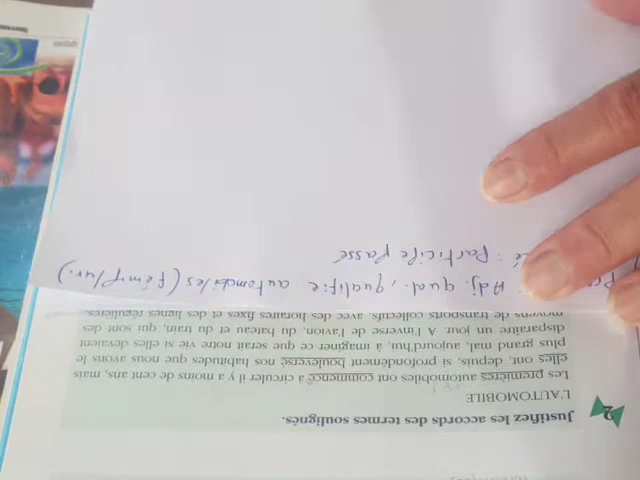 2 Justifiez les accords des termes soulignés.
L'AUTOMOBILE
Les premières automobiles ont commencé à circuler il y a moins de cent ans, mais
elles ont, depuis, si profondément bouleversé nos habitudes que nous avons le
plus grand mal, aujourd'hui, à imaginer ce que serait notre vie si elles devaient
disparaître un jour. A l'inverse de l'avion, du bateau et du train, qui sont des
moyens de transports collectifs, avec des horaires fixes et des lignes régulières,
Adj. qual., qualifie automobiles (fém. plur.)
é : Participe passé